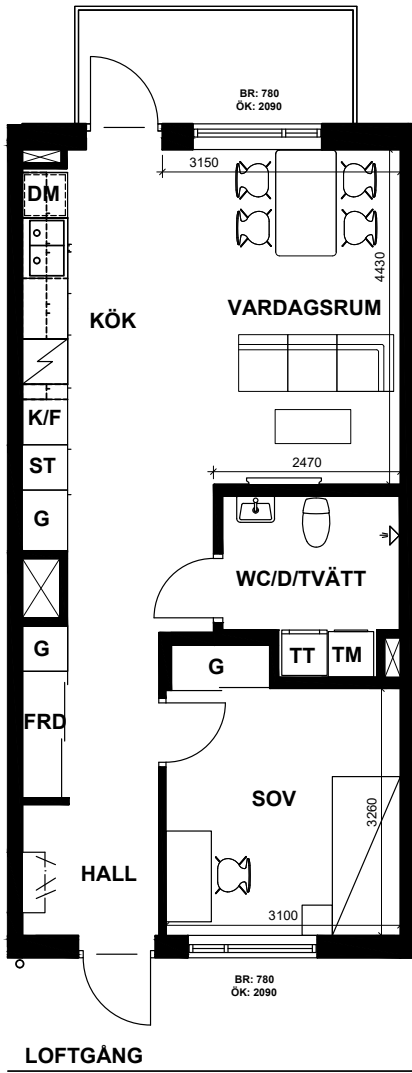 BR: 780
ÖK: 2090
3150
DM
4430
KÖK
VARDAGSRUM
K/F
ST
2470
G
WC/D/TVÄTT
G
G
TT
TM
FRD
SOV
3260
HALL
3100
BR: 780
ÖK: 2090
LOFTGÅNG